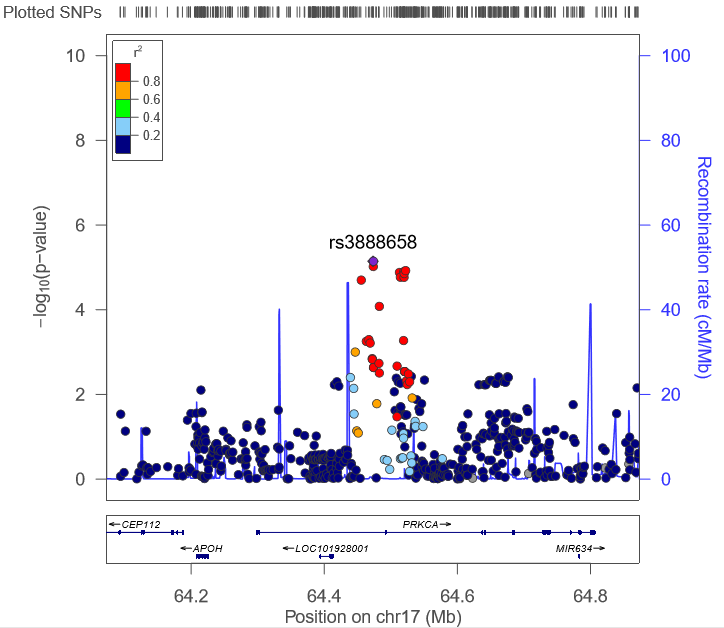 Plotted SNPs
r²
0.8
0.6
0.4
0.2
rs3888658
10
8
6
4
2
0
−log10(p−value)
100
80
60
40
20
0
Recombination rate (cM/Mb)
CEP112
PRKCA
APOH
LOC101928001
MIR634
64.2
64.4
64.6
64.8
Position on chr17 (Mb)